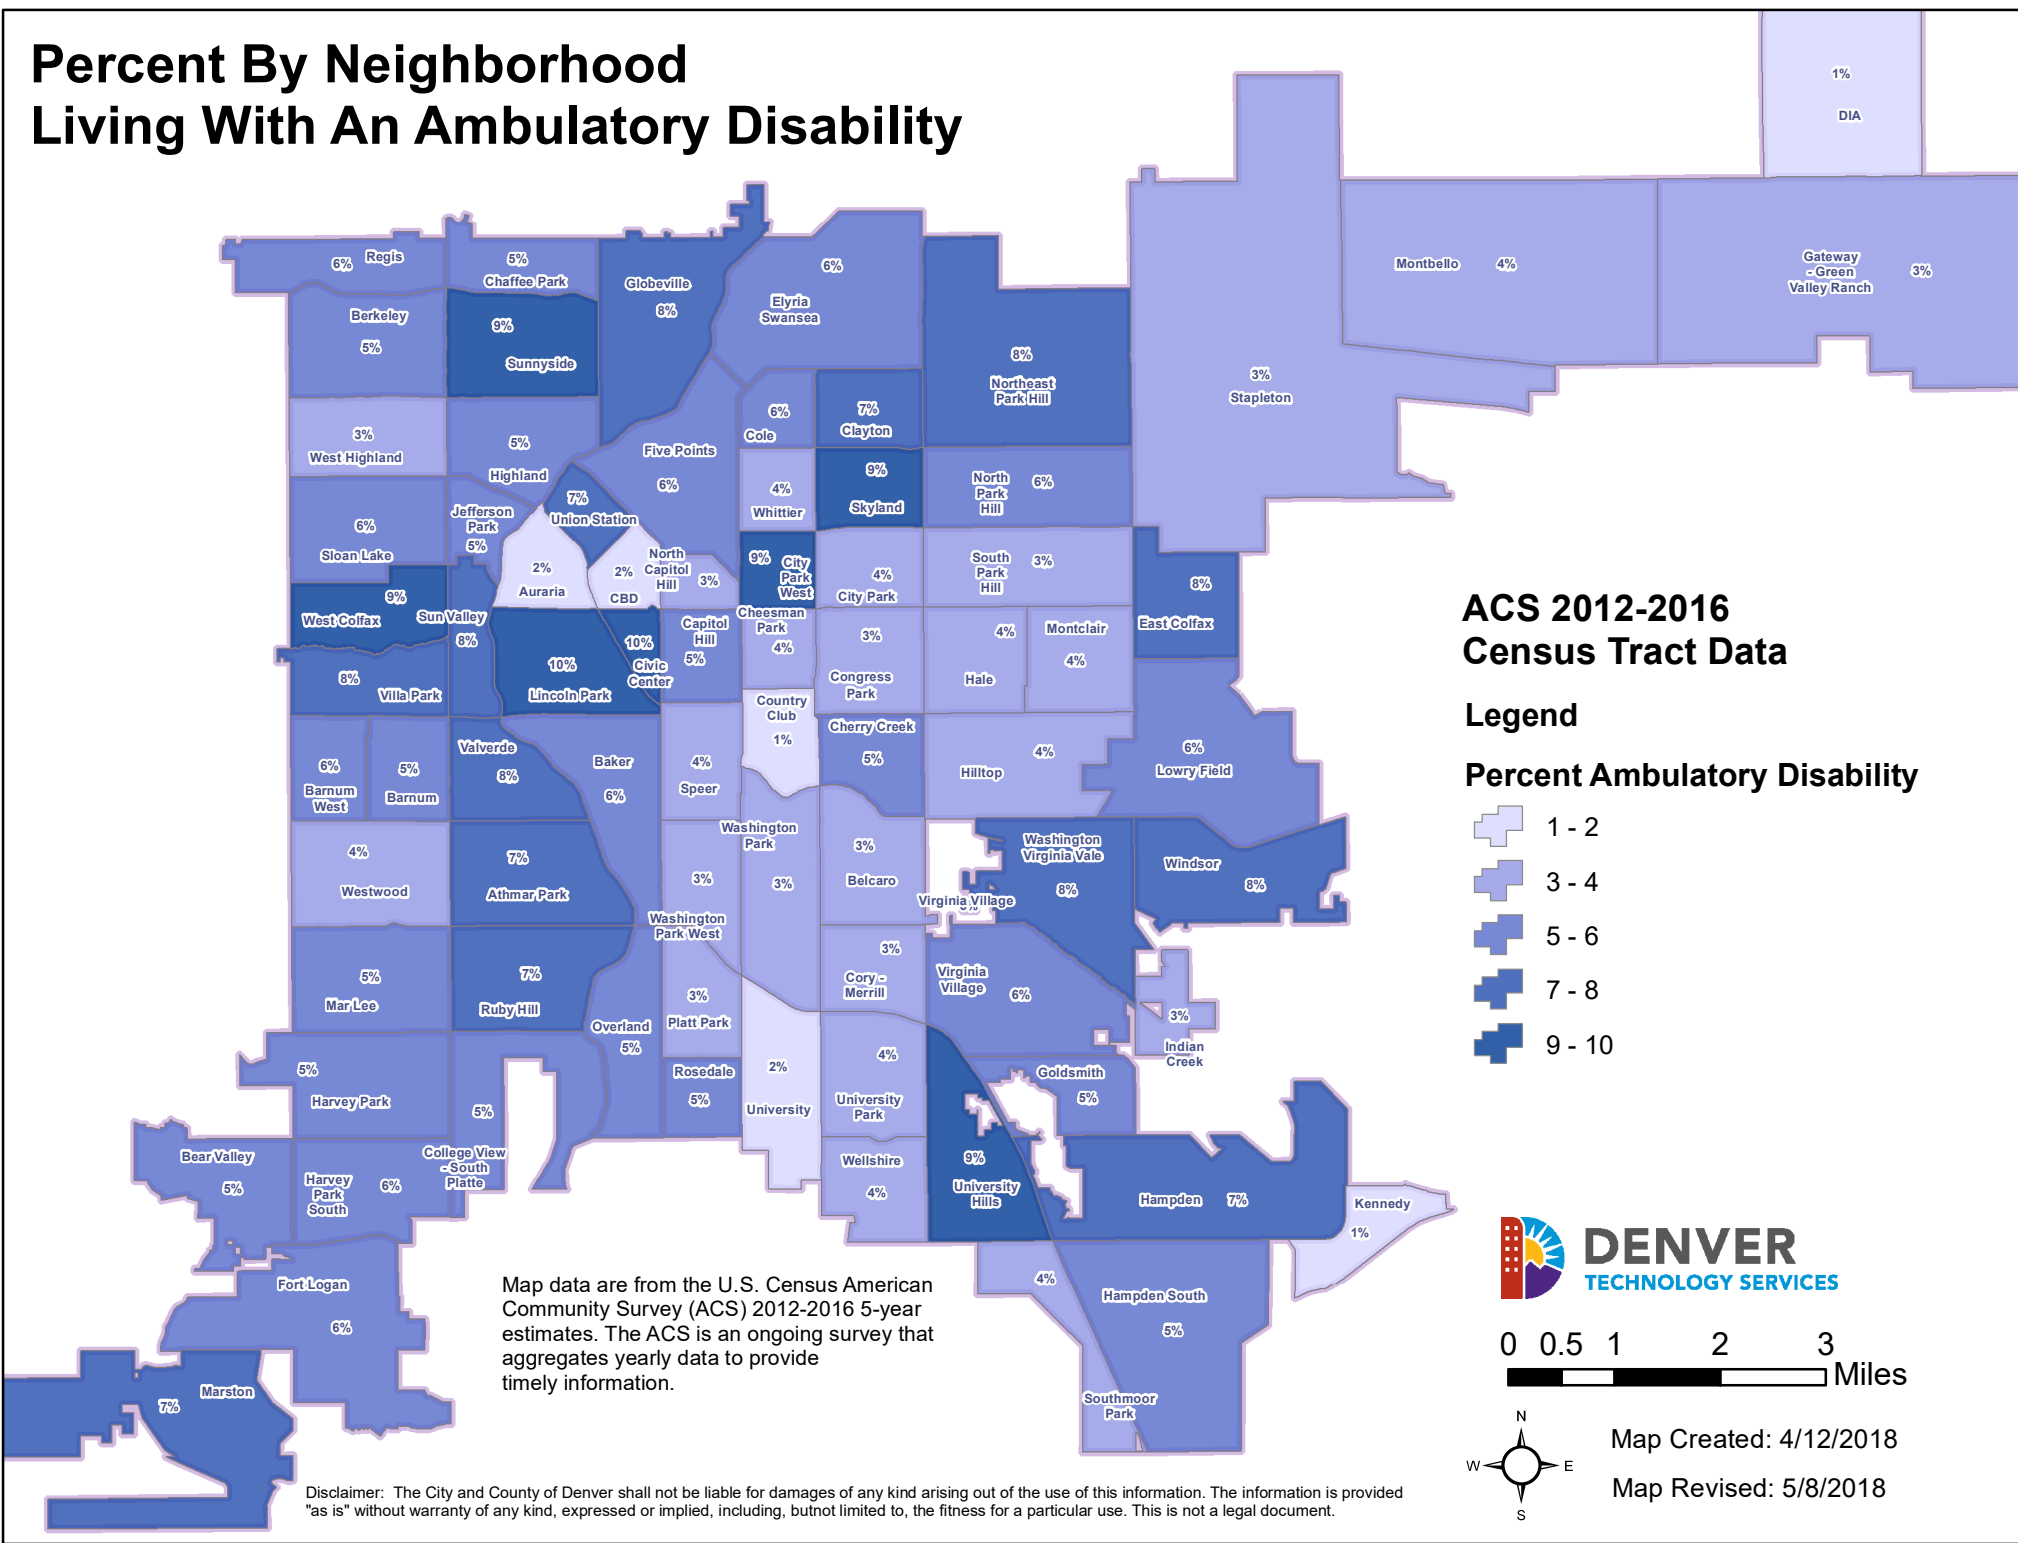 Percent By Neighborhood
Living With An Ambulatory Disability
1%
DIA
6%
Regis
5%
Chaffee Park
Globeville
8%
6%
Elyria
Swansea
Montbello
4%
Gateway
- Green
Valley Ranch
3%
Berkeley
5%
9%
Sunnyside
8%
Northeast
Park Hill
3%
Stapleton
3%
West Highland
5%
Highland
Five Points
6%
6%
Cole
7%
Clayton
4%
Whittier
9%
Skyland
North
Park
Hill
6%
6%
Sloan Lake
Jefferson
Park
5%
7%
Union Station
2%
Auraria
2%
CBD
North
Capitol
Hill
3%
9%
City
Park
West
4%
City Park
South
Park
Hill
3%
8%
East Colfax
9%
West Colfax
Sun Valley
8%
10%
Lincoln Park
10%
Civic
Center
Capitol
Hill
5%
Cheesman
Park
4%
3%
Congress
Park
4%
Hale
Montclair
4%
8%
Villa Park
Country
Club
1%
Cherry Creek
5%
4%
Hilltop
6%
Lowry Field
6%
Barnum
West
5%
Barnum
Valverde
8%
Baker
6%
4%
Speer
Washington
Park
3%
3%
Belcaro
Washington
Virginia Vale
8%
Windsor
8%
Virginia Village
4%
Westwood
7%
Athmar Park
3%
Washington
Park West
5%
Mar Lee
7%
Ruby Hill
Overland
5%
3%
Platt Park
3%
Cory -
Merrill
Virginia
Village
6%
3%
Indian
Creek
5%
Harvey Park
5%
College View
- South
Platte
Rosedale
5%
2%
University
4%
University
Park
Goldsmith
5%
Bear Valley
5%
Harvey
Park
South
6%
Wellshire
4%
9%
University
Hills
Hampden
7%
Kennedy
1%
Fort Logan
6%
4%
Southmoor
Park
Hampden South
5%
Marston
7%
ACS 2012-2016
Census Tract Data
Legend
Percent Ambulatory Disability
1 - 2
3 - 4
5 - 6
7 - 8
9 - 10
DENVER
TECHNOLOGY SERVICES
0 0.5 1 2 3
Miles
N
W E
S
Map Created: 4/12/2018
Map Revised: 5/8/2018
Map data are from the U.S. Census American
Community Survey (ACS) 2012-2016 5-year
estimates. The ACS is an ongoing survey that
aggregates yearly data to provide
timely information.
Disclaimer: The City and County of Denver shall not be liable for damages of any kind arising out of the use of this information. The information is provided
"as is" without warranty of any kind, expressed or implied, including, butnot limited to, the fitness for a particular use. This is not a legal document.